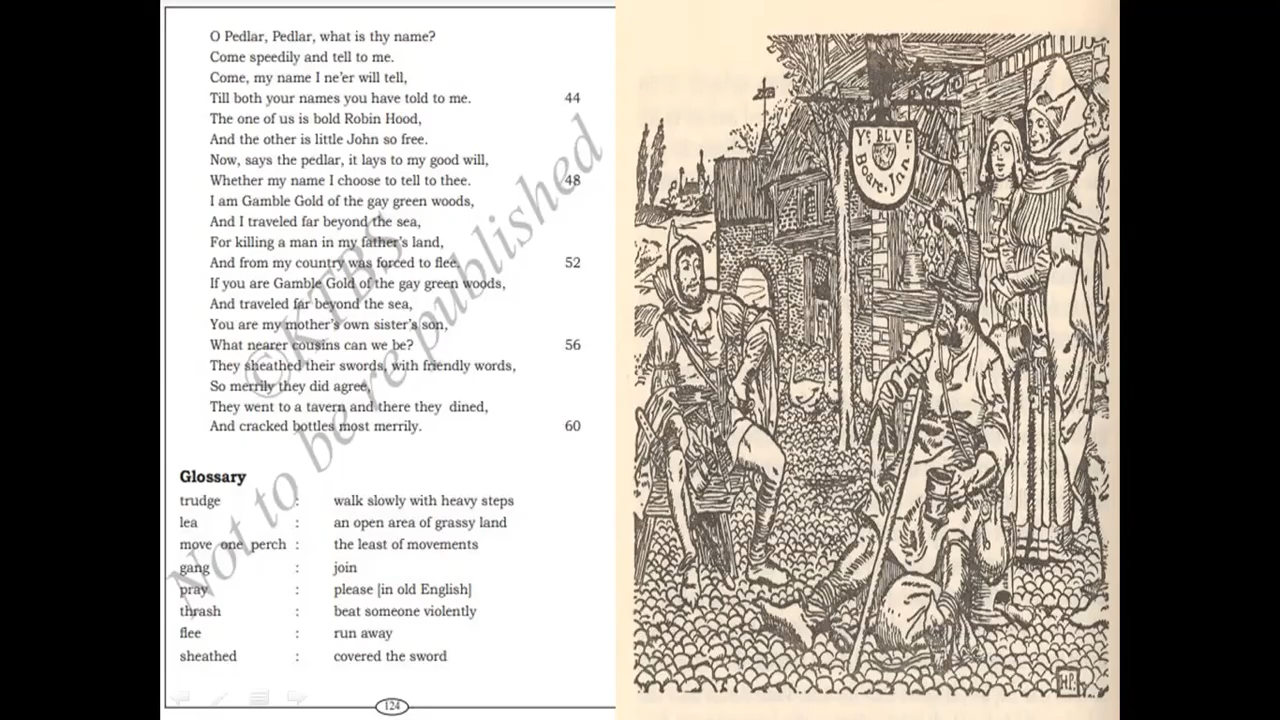 O Pedlar, Pedlar, what is thy name?
Come speedily and tell to me.
Come, my name I ne'er will tell,
Till both your names you have told to me. 44
The one of us is bold Robin Hood,
And the other is little John so free.
Now, says the pedlar, it lays to my good will,
Whether my name I choose to tell to thee. 48
I am Gamble Gold of the gay green woods,
And I traveled far beyond the sea,
For killing a man in my father's land,
And from my country was forced to flee. 52
If you are Gamble Gold of the gay green woods,
And traveled far beyond the sea,
You are my mother's own sister's son,
What nearer cousins can we be? 56
They sheathed their swords, with friendly words,
So merrily they did agree,
They went to a tavern and there they dined,
And cracked bottles most merrily. 60
Glossary
trudge : walk slowly with heavy steps
lea : an open area of grassy land
move one perch : the least of movements
gang : join
pray : please [in old English]
thrash : beat someone violently
flee : run away
sheathed : covered the sword
124
©KTBS
Not to be republished
Yᵉ BLVE
Boare. Inn
HP.